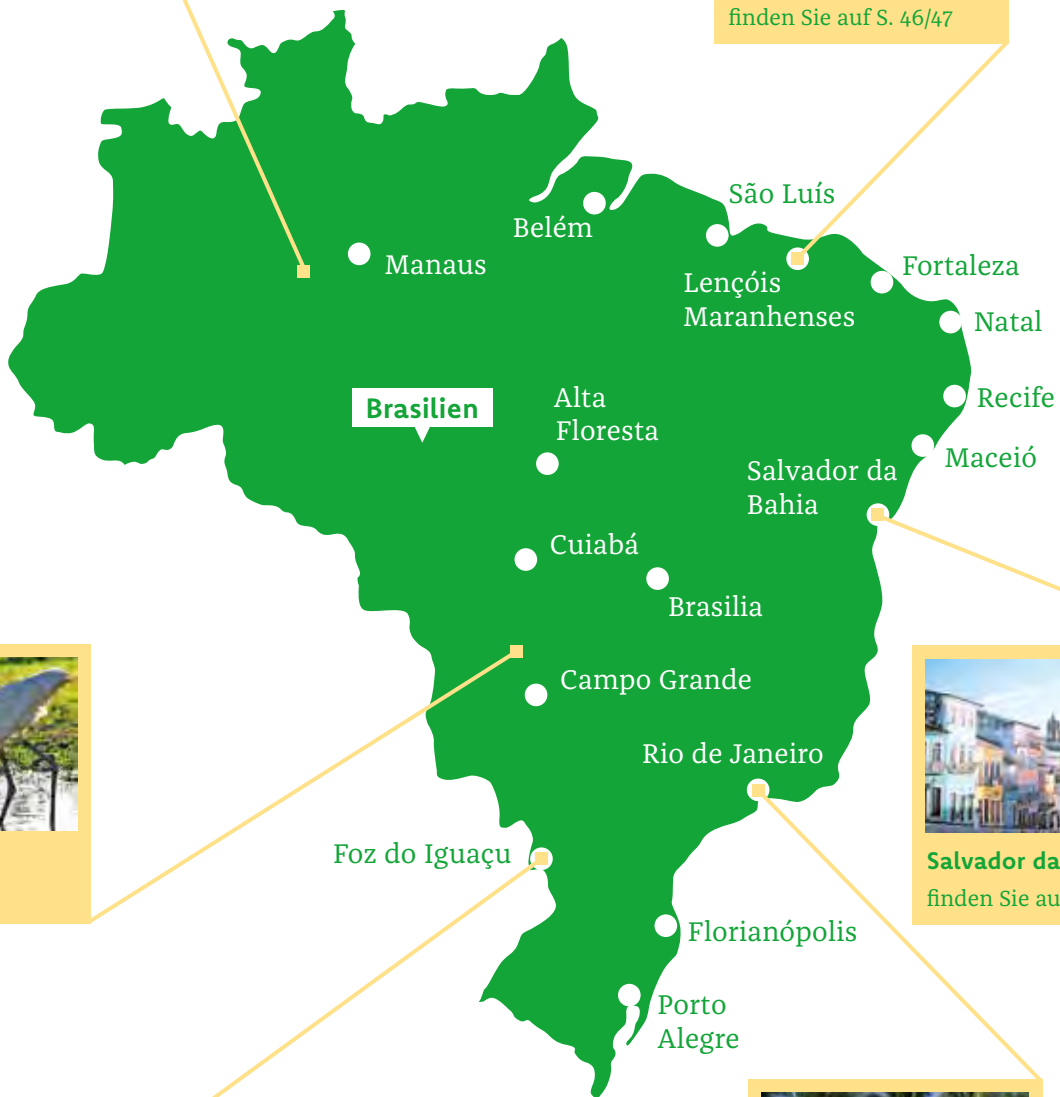 finden Sie auf S. 46/47
São Luís
Belém
Manaus
Lençóis
Maranhenses
Fortaleza
Natal
Brasilien
Alta
Floresta
Recife
Maceió
Salvador da
Bahia
Cuiabá
Brasilia
Campo Grande
Rio de Janeiro
Foz do Iguaçu
Salvador da
finden Sie au
Florianópolis
Porto
Alegre